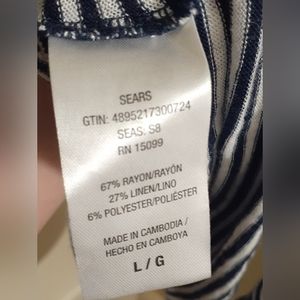 SEARS
GTIN: 4895217300724
SEAS. S8
RN 15099
67% RAYON/RAYÓN
27% LINEN/LINO
6% POLYESTER/POLIÉSTER
MADE IN CAMBODIA/
HECHO EN CAMBOYA
L / G